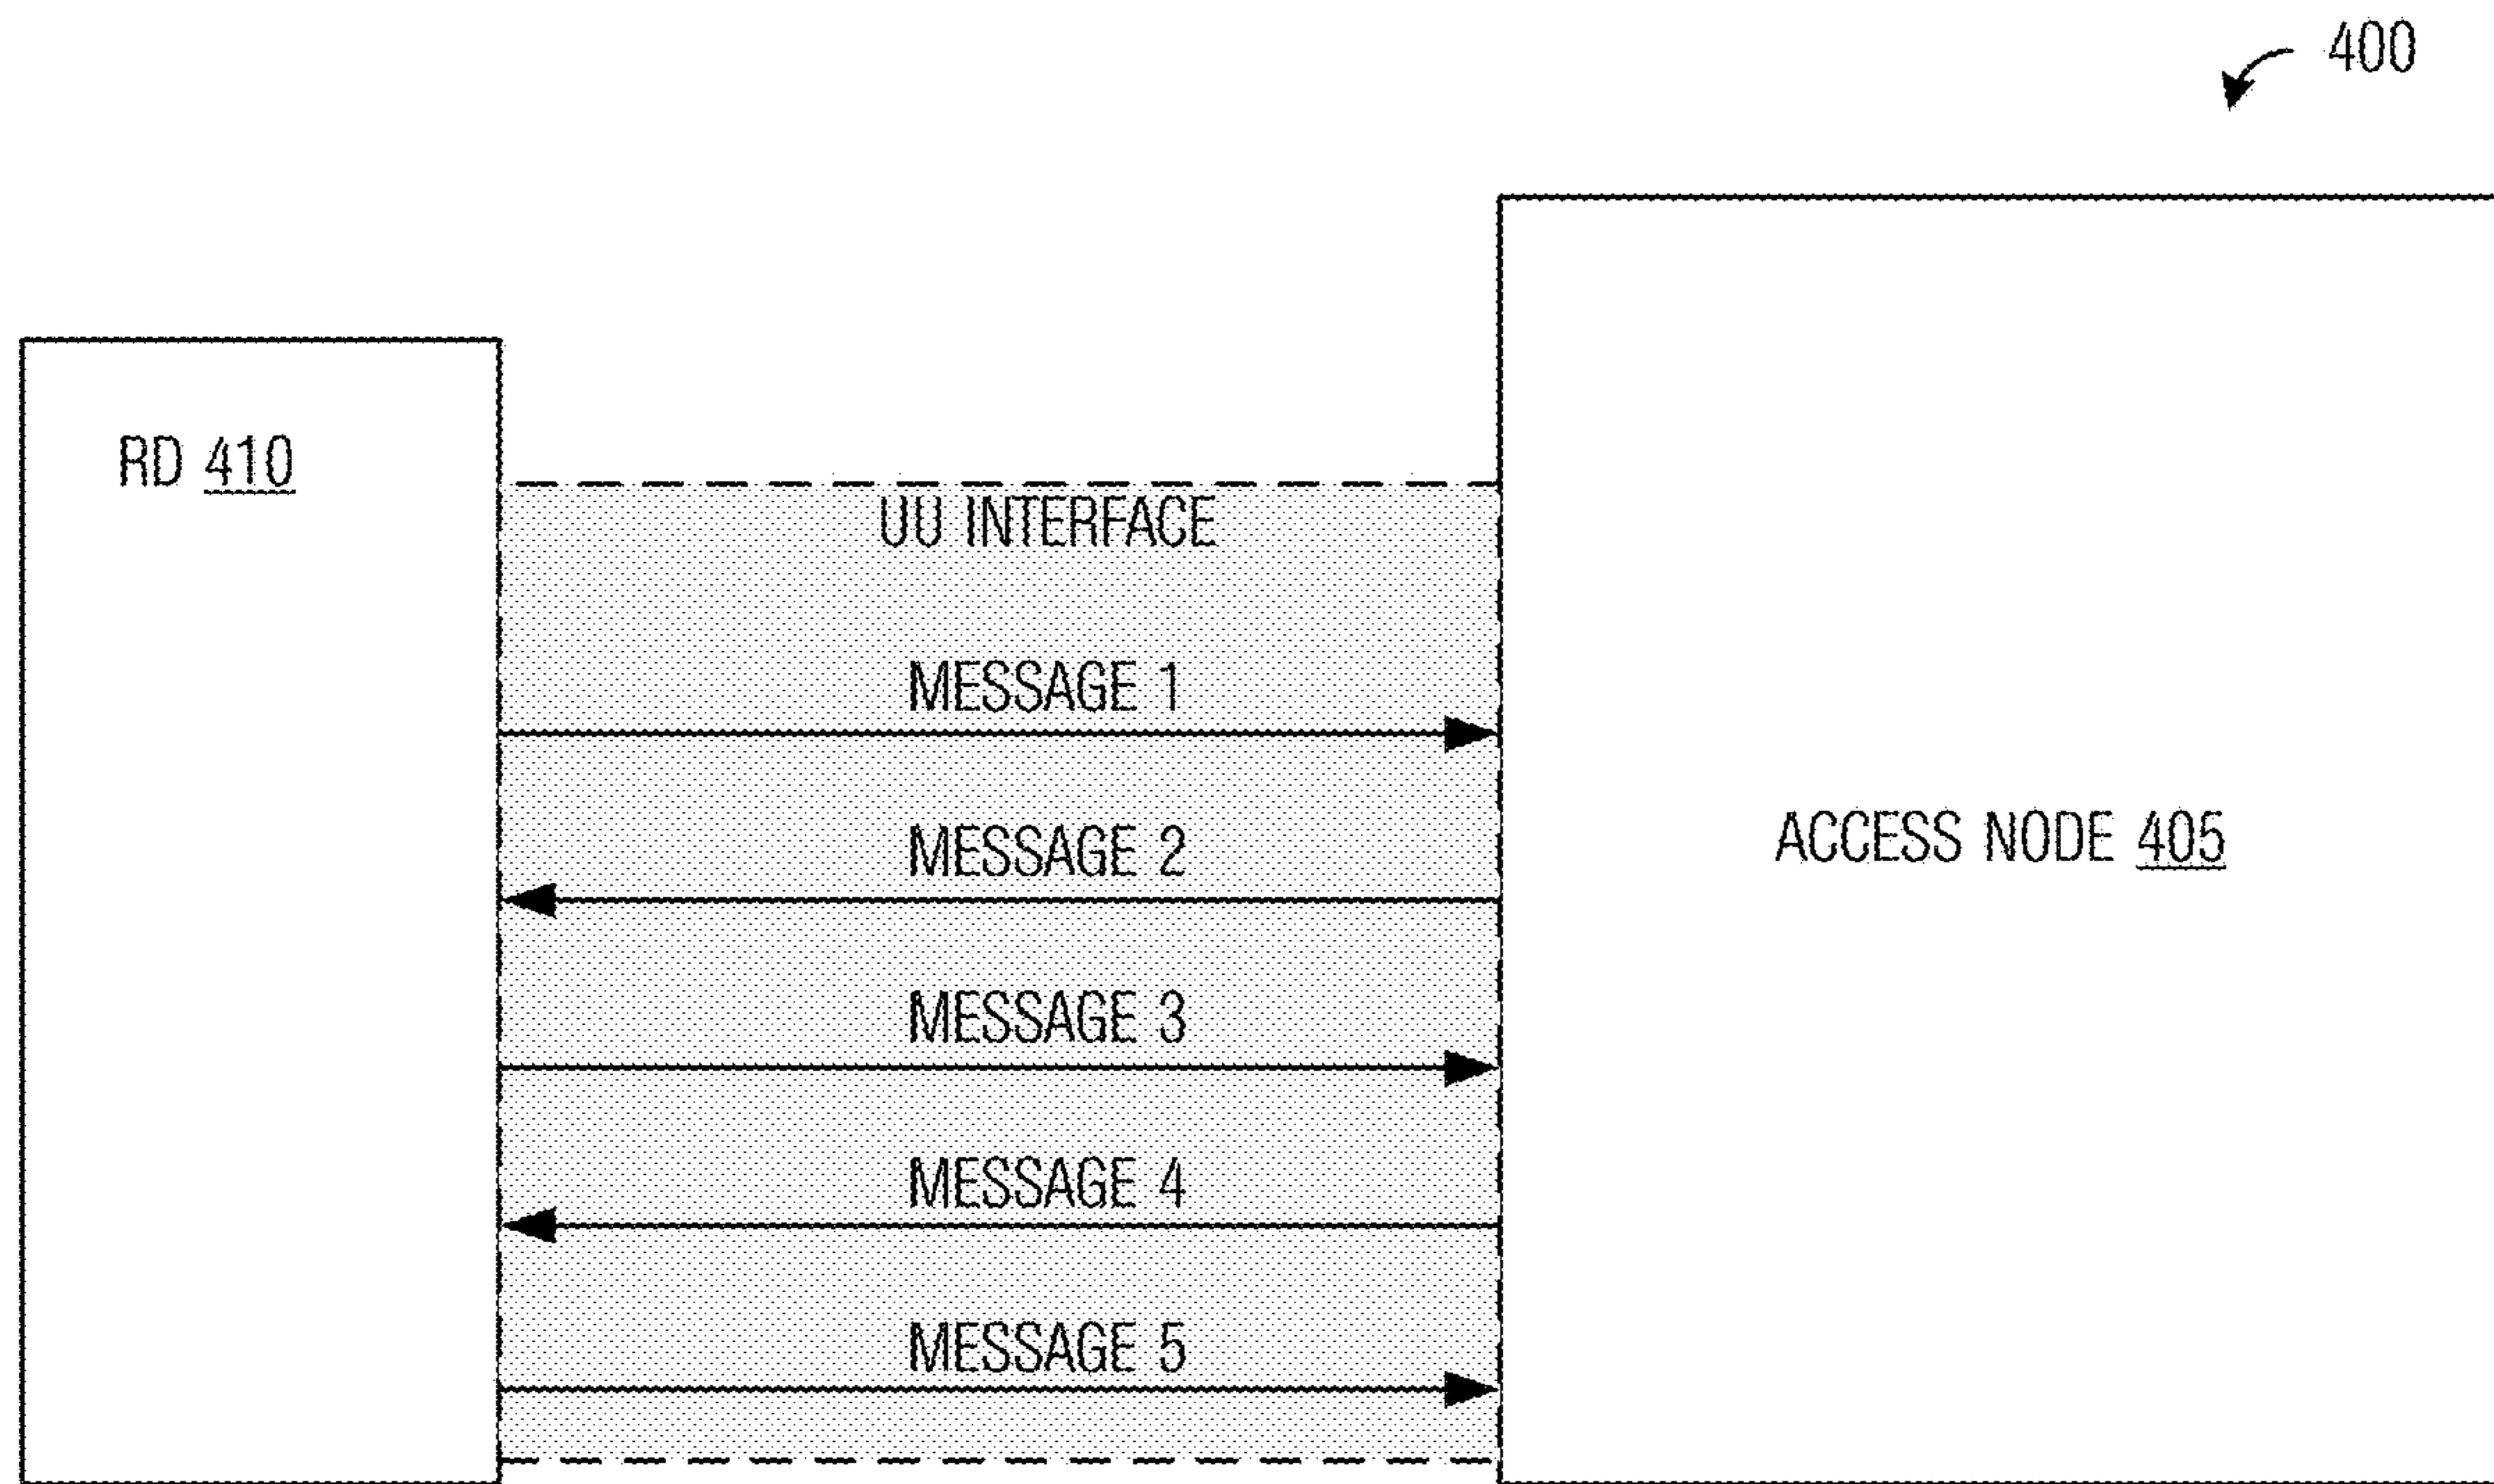 400
RD 410
UU INTERFACE
MESSAGE 1
MESSAGE 2
ACCESS NODE 405
MESSAGE 3
MESSAGE 4
MESSAGE 5